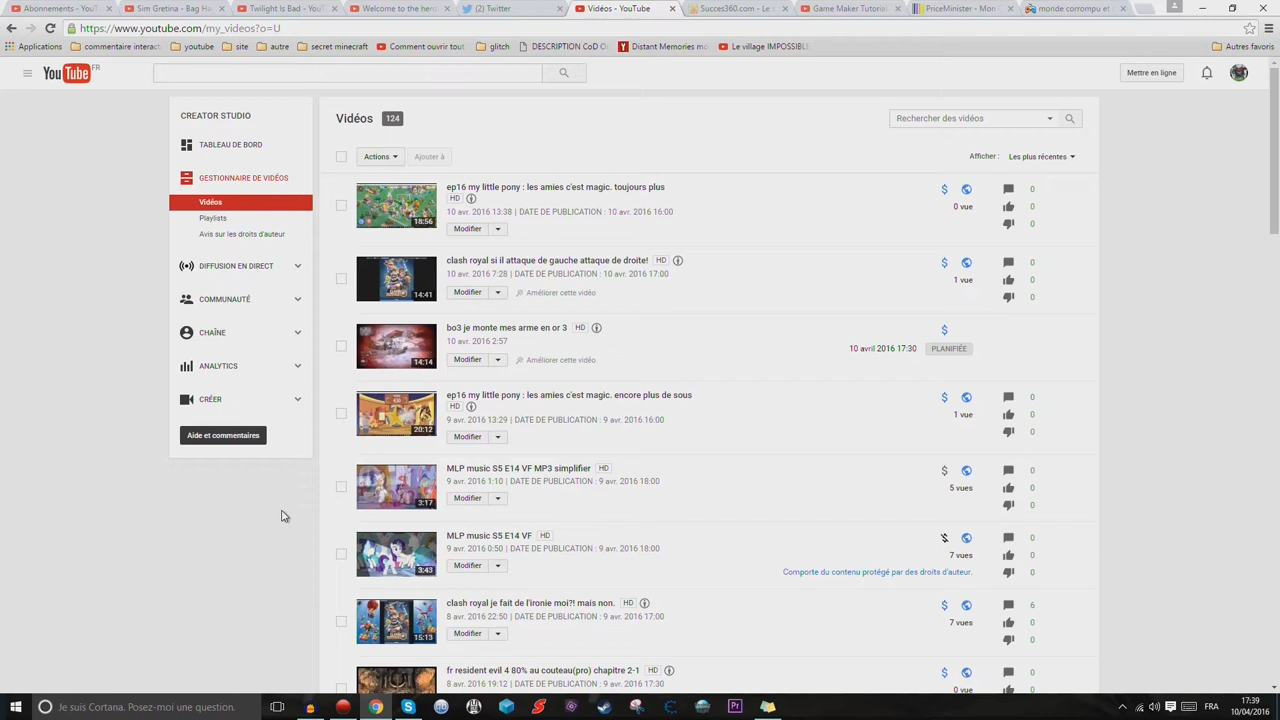 Abonnements - YouTube
Sim Gretina - Bag Ha
Twilight Is Bad - YouTu
Welcome to the hero
(2) Twitter
Vidéos - YouTube
Succes360.com - Le s
Game Maker Tutorial
PriceMinister - Mon
monde corrompu et
https://www.youtube.com/my_videos?o=U
Applications
commentaire interac
youtube
site
autre
secret minecraft
Comment ouvrir tout
glitch
DESCRIPTION CoD
Distant Memories mo
Le village IMPOSSIBL
Autres favoris
YouTube FR
Mettre en ligne
CREATOR STUDIO
TABLEAU DE BORD
GESTIONNAIRE DE VIDÉOS
Vidéos
Playlists
Avis sur les droits d'auteur
DIFFUSION EN DIRECT
COMMUNAUTÉ
CHAÎNE
ANALYTICS
CRÉER
Aide et commentaires
Vidéos 124
Rechercher des vidéos
Actions
Ajouter à
Afficher : Les plus récentes
ep16 my little pony : les amies c'est magic. toujours plus
HD
18:56
10 avr. 2016 13:38 | DATE DE PUBLICATION : 10 avr. 2016 16:00
Modifier
$ 0
0 vue 0
0
clash royal si il attaque de gauche attaque de droite! HD
14:41
10 avr. 2016 7:28 | DATE DE PUBLICATION : 10 avr. 2016 17:00
Modifier Améliorer cette vidéo
$ 0
1 vue 0
0
bo3 je monte mes arme en or 3 HD
14:14
10 avr. 2016 2:57
Modifier Améliorer cette vidéo
$
10 avril 2016 17:30 PLANIFIÉE
ep16 my little pony : les amies c'est magic. encore plus de sous
HD
20:12
9 avr. 2016 13:29 | DATE DE PUBLICATION : 9 avr. 2016 16:00
Modifier
$ 0
1 vue 0
0
MLP music S5 E14 VF MP3 simplifier HD
3:17
9 avr. 2016 1:10 | DATE DE PUBLICATION : 9 avr. 2016 18:00
Modifier
$ 0
5 vues 0
0
MLP music S5 E14 VF HD
3:43
9 avr. 2016 0:50 | DATE DE PUBLICATION : 9 avr. 2016 18:00
Modifier
$ 0
7 vues 0
Comporte du contenu protégé par des droits d'auteur. 0
clash royal je fait de l'ironie moi?! mais non. HD
15:13
8 avr. 2016 22:50 | DATE DE PUBLICATION : 9 avr. 2016 17:00
Modifier
$ 6
7 vues 0
0
fr resident evil 4 80% au couteau(pro) chapitre 2-1 HD
8 avr. 2016 19:12 | DATE DE PUBLICATION : 8 avr. 2016 17:30
$ 0
0 vue 0
Je suis Cortana. Posez-moi une question.
Pr
FRA
17:39
10/04/2016